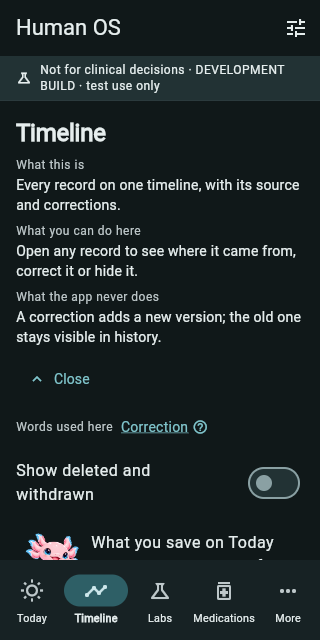 Human OS
Not for clinical decisions · DEVELOPMENT
BUILD · test use only
Timeline
What this is
Every record on one timeline, with its source
and corrections.
What you can do here
Open any record to see where it came from,
correct it or hide it.
What the app never does
A correction adds a new version; the old one
stays visible in history.
Close
Words used here Correction
Show deleted and
withdrawn
What you save on Today
Today Timeline Labs Medications More